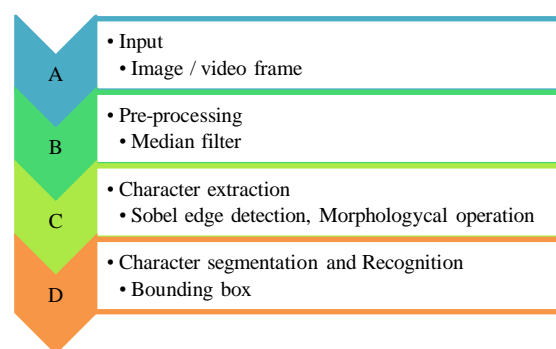 A
• Input
• Image / video frame
B
• Pre-processing
• Median filter
C
• Character extraction
• Sobel edge detection, Morphologycal operation
D
• Character segmentation and Recognition
• Bounding box